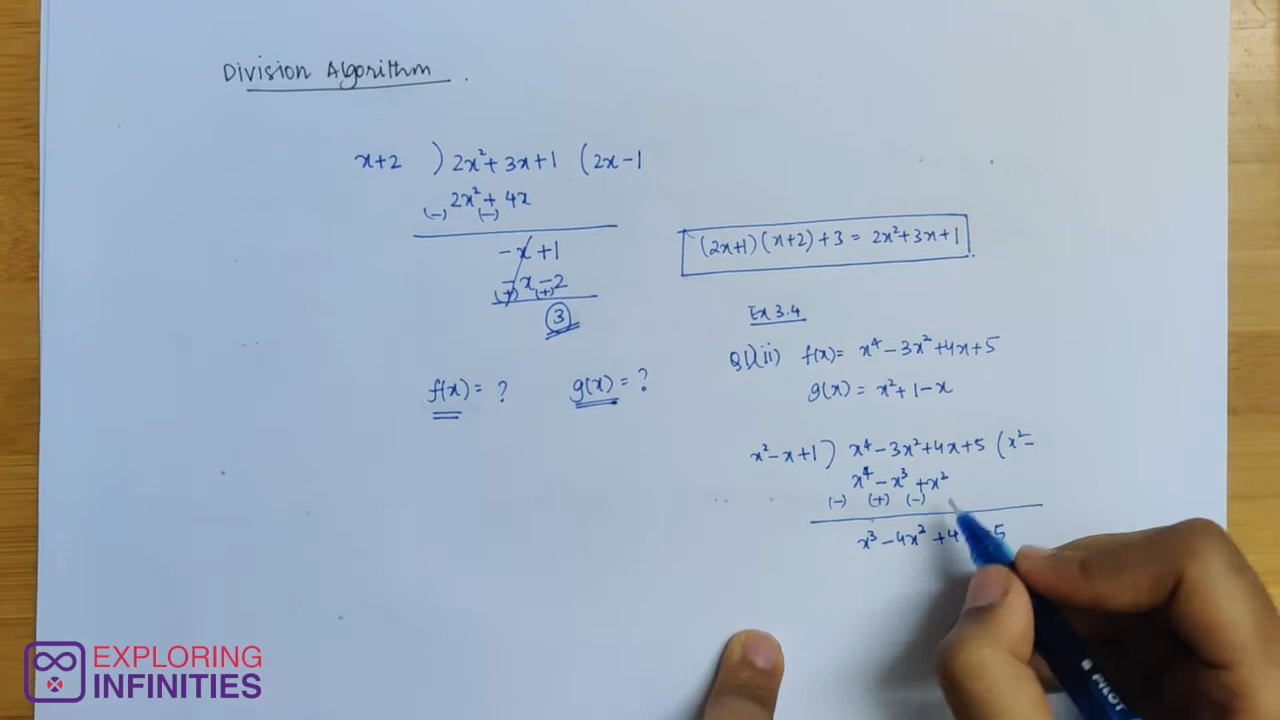 Division Algorithm .
x+2 ) 2x²+ 3x+1 ( 2x-1
2x² + 4x
(-) (-)
-x +1
-x -2
(+) (+)
3
(2x+1) (x+2) + 3 = 2x²+3x+1
Ex 3.4
Q1)ii) f(x)= x⁴-3x²+4x+5
g(x) = x²+1-x
f(x)= ? g(x) = ?
x²-x+1) x⁴-3x²+4x+5 (x²-
x⁴-x³+x²
(-) (+) (-)
x³-4x²+4 5
EXPLORING
INFINITIES
PILOT